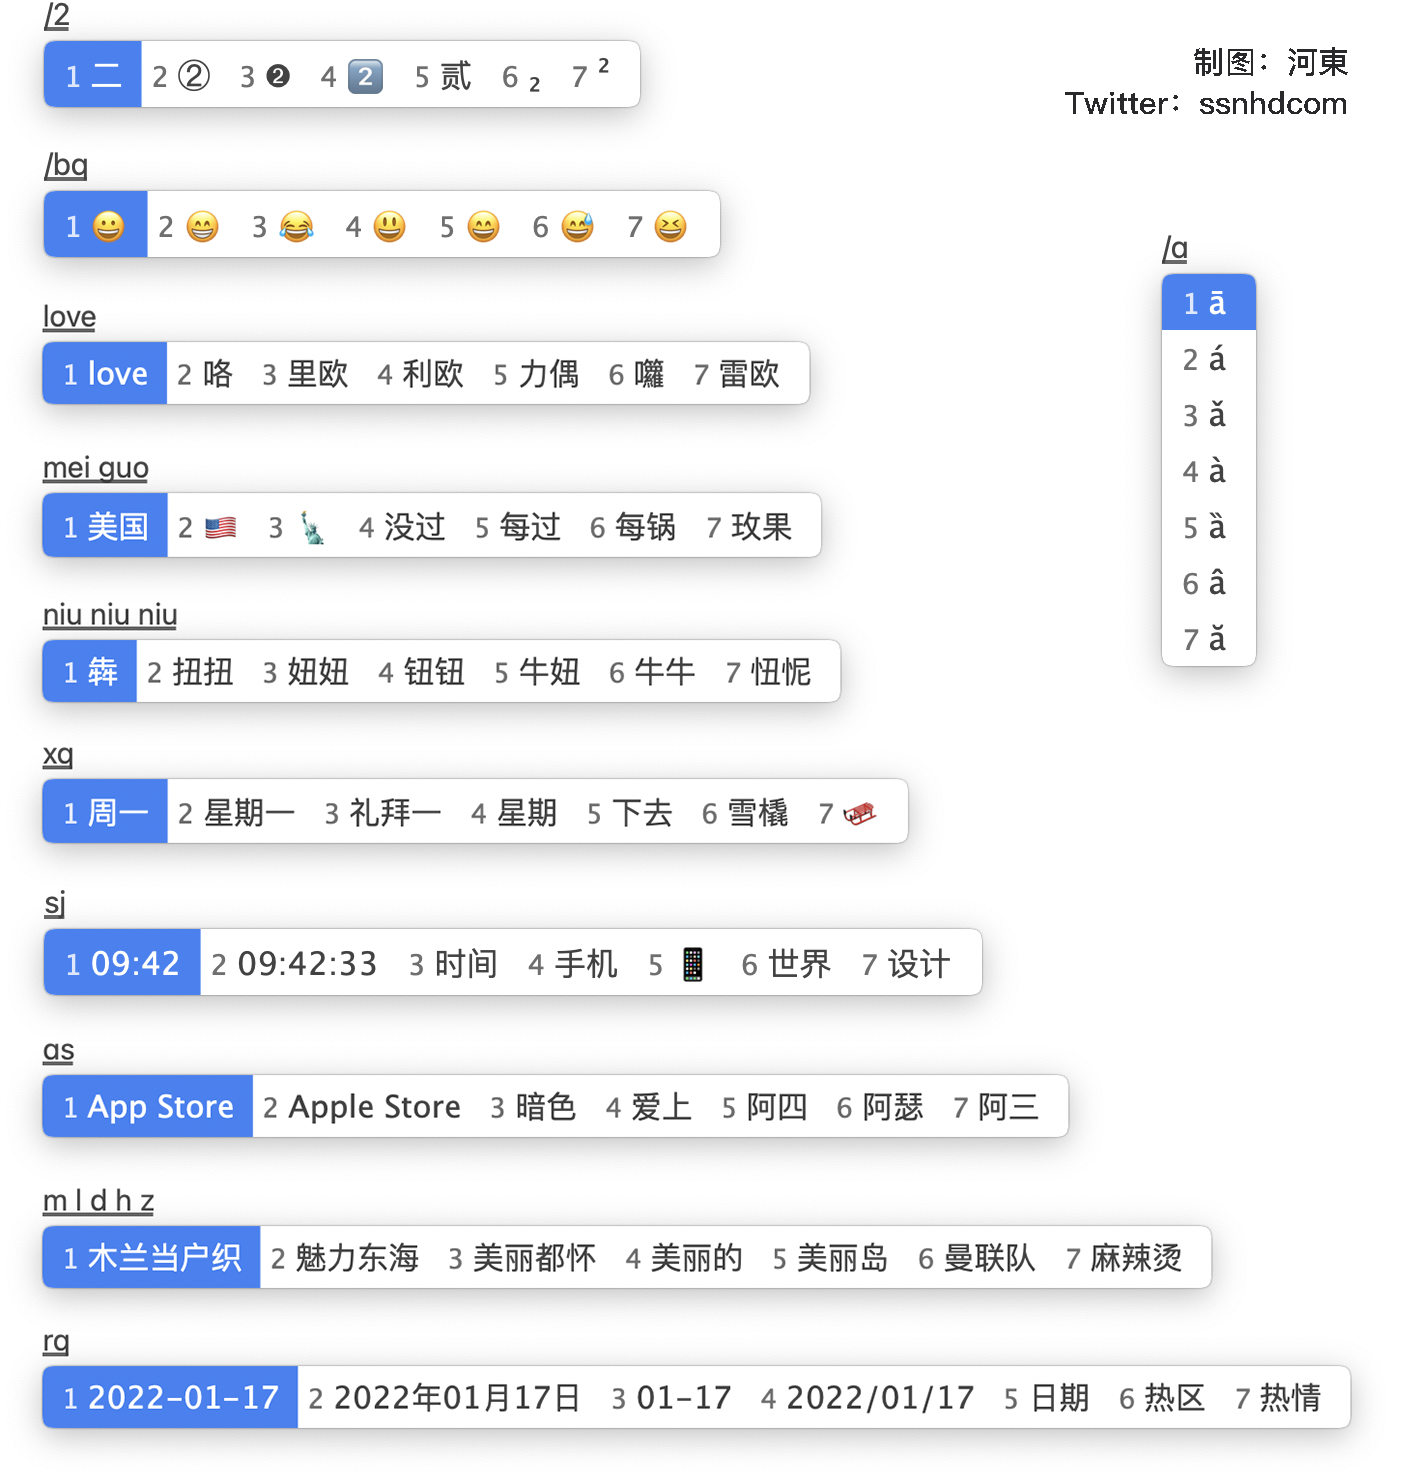 /2
1 二 2 ② 3 ❷ 4 2️⃣ 5 贰 6 ₂ 7 ²
制图：河東
Twitter：ssnhdcom
/bq
1 😀 2 😁 3 😂 4 😃 5 😄 6 😅 7 😆
/a
1 ā
2 á
3 ǎ
4 à
5 ȁ
6 â
7 ă
love
1 love 2 咯 3 里欧 4 利欧 5 力偶 6 囖 7 雷欧
mei guo
1 美国 2 🇺🇸 3 🗽 4 没过 5 每过 6 每锅 7 玫果
niu niu niu
1 犇 2 扭扭 3 妞妞 4 钮钮 5 牛妞 6 牛牛 7 忸怩
xq
1 周一 2 星期一 3 礼拜一 4 星期 5 下去 6 雪橇 7 🛷
sj
1 09:42 2 09:42:33 3 时间 4 手机 5 📱 6 世界 7 设计
as
1 App Store 2 Apple Store 3 暗色 4 爱上 5 阿四 6 阿瑟 7 阿三
m l d h z
1 木兰当户织 2 魅力东海 3 美丽都怀 4 美丽的 5 美丽岛 6 曼联队 7 麻辣烫
rq
1 2022-01-17 2 2022年01月17日 3 01-17 4 2022/01/17 5 日期 6 热区 7 热情